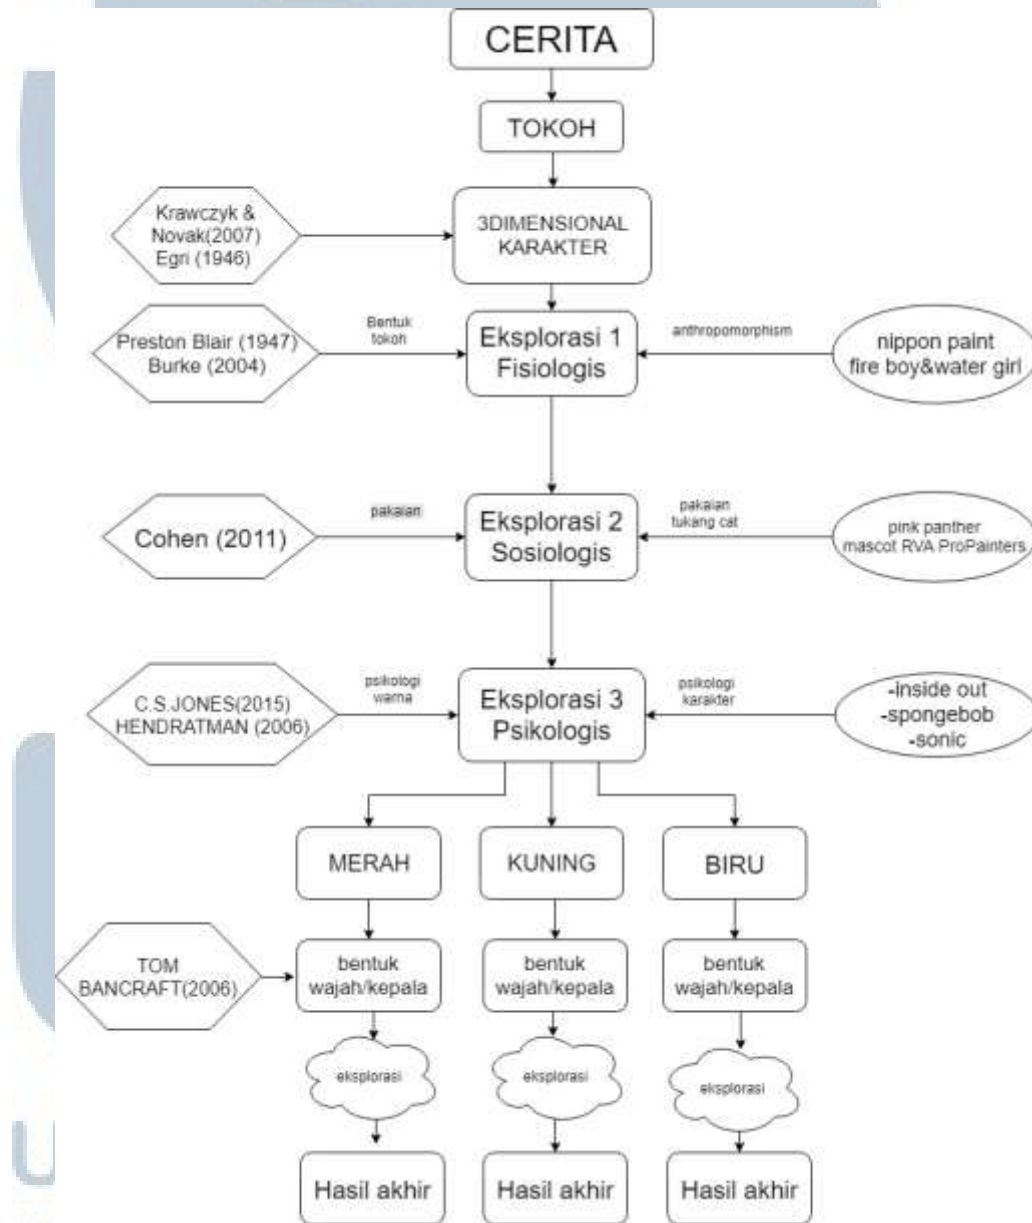 CERITA
TOKOH
Krawczyk &
Novak(2007)
Egri (1946)
3DIMENSIONAL
KARAKTER
Preston Blair (1947)
Burke (2004)
Bentuk
tokoh
Eksplorasi 1
Fisiologis
anthropomorphism
nippon paint
fire boy&water girl
Cohen (2011)
pakaian
Eksplorasi 2
Sosiologis
pakaian
tukang cat
pink panther
mascot RVA ProPainters
C.S.JONES(2015)
HENDRATMAN (2006)
psikologi
warna
Eksplorasi 3
Psikologis
psikologi
karakter
-inside out
-spongebob
-sonic
MERAH
KUNING
BIRU
TOM
BANCRAFT(2006)
bentuk
wajah/kepala
bentuk
wajah/kepala
bentuk
wajah/kepala
eksplorasi
eksplorasi
eksplorasi
Hasil akhir
Hasil akhir
Hasil akhir